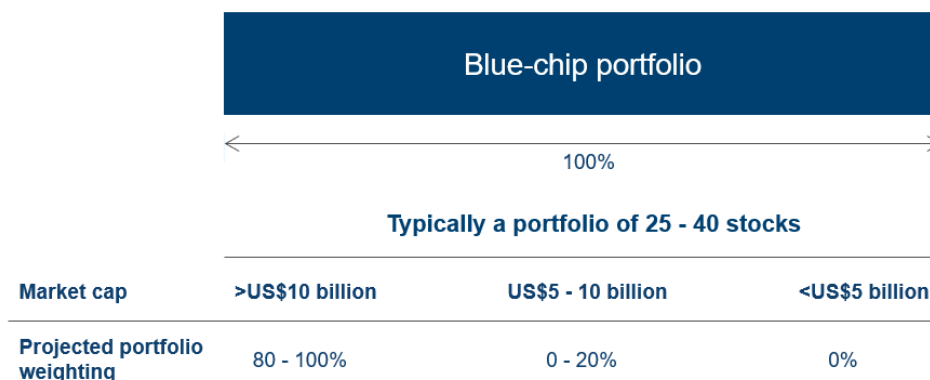 Blue-chip portfolio
100%
Typically a portfolio of 25 - 40 stocks
Market cap >US$10 billion US$5 - 10 billion <US$5 billion
Projected portfolio
weighting 80 - 100% 0 - 20% 0%